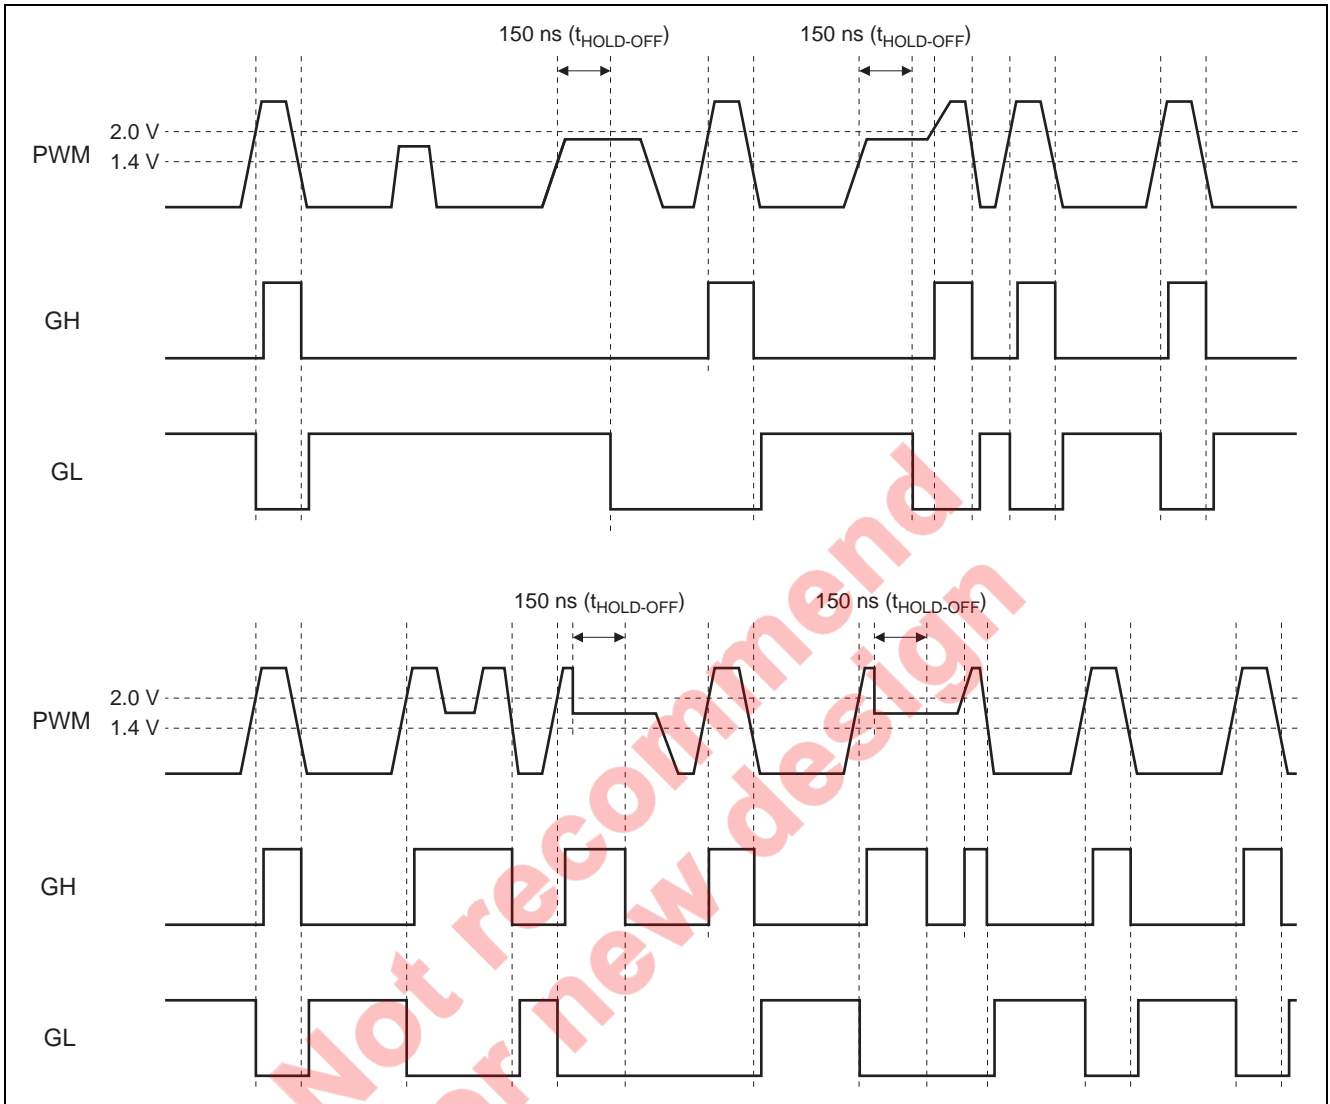 150 ns (tHOLD-OFF) 150 ns (tHOLD-OFF)
2.0 V
PWM
1.4 V
GH
GL
150 ns (tHOLD-OFF) 150 ns (tHOLD-OFF)
2.0 V
PWM
1.4 V
GH
GL
Not recommend
or new design